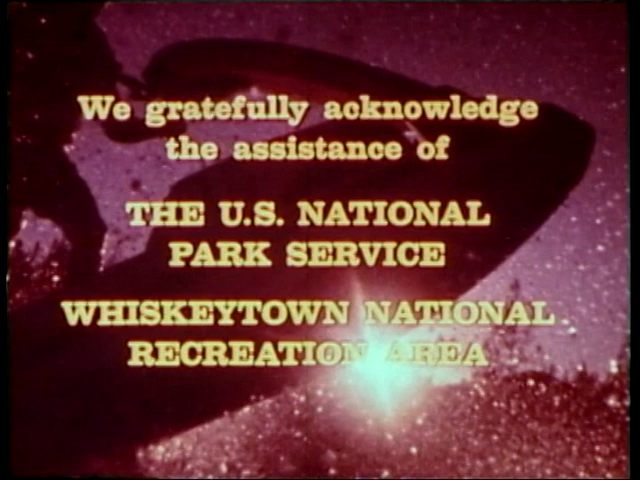 We gratefully acknowledge
the assistance of
THE U.S. NATIONAL
PARK SERVICE
WHISKEYTOWN NATIONAL
RECREATION AREA